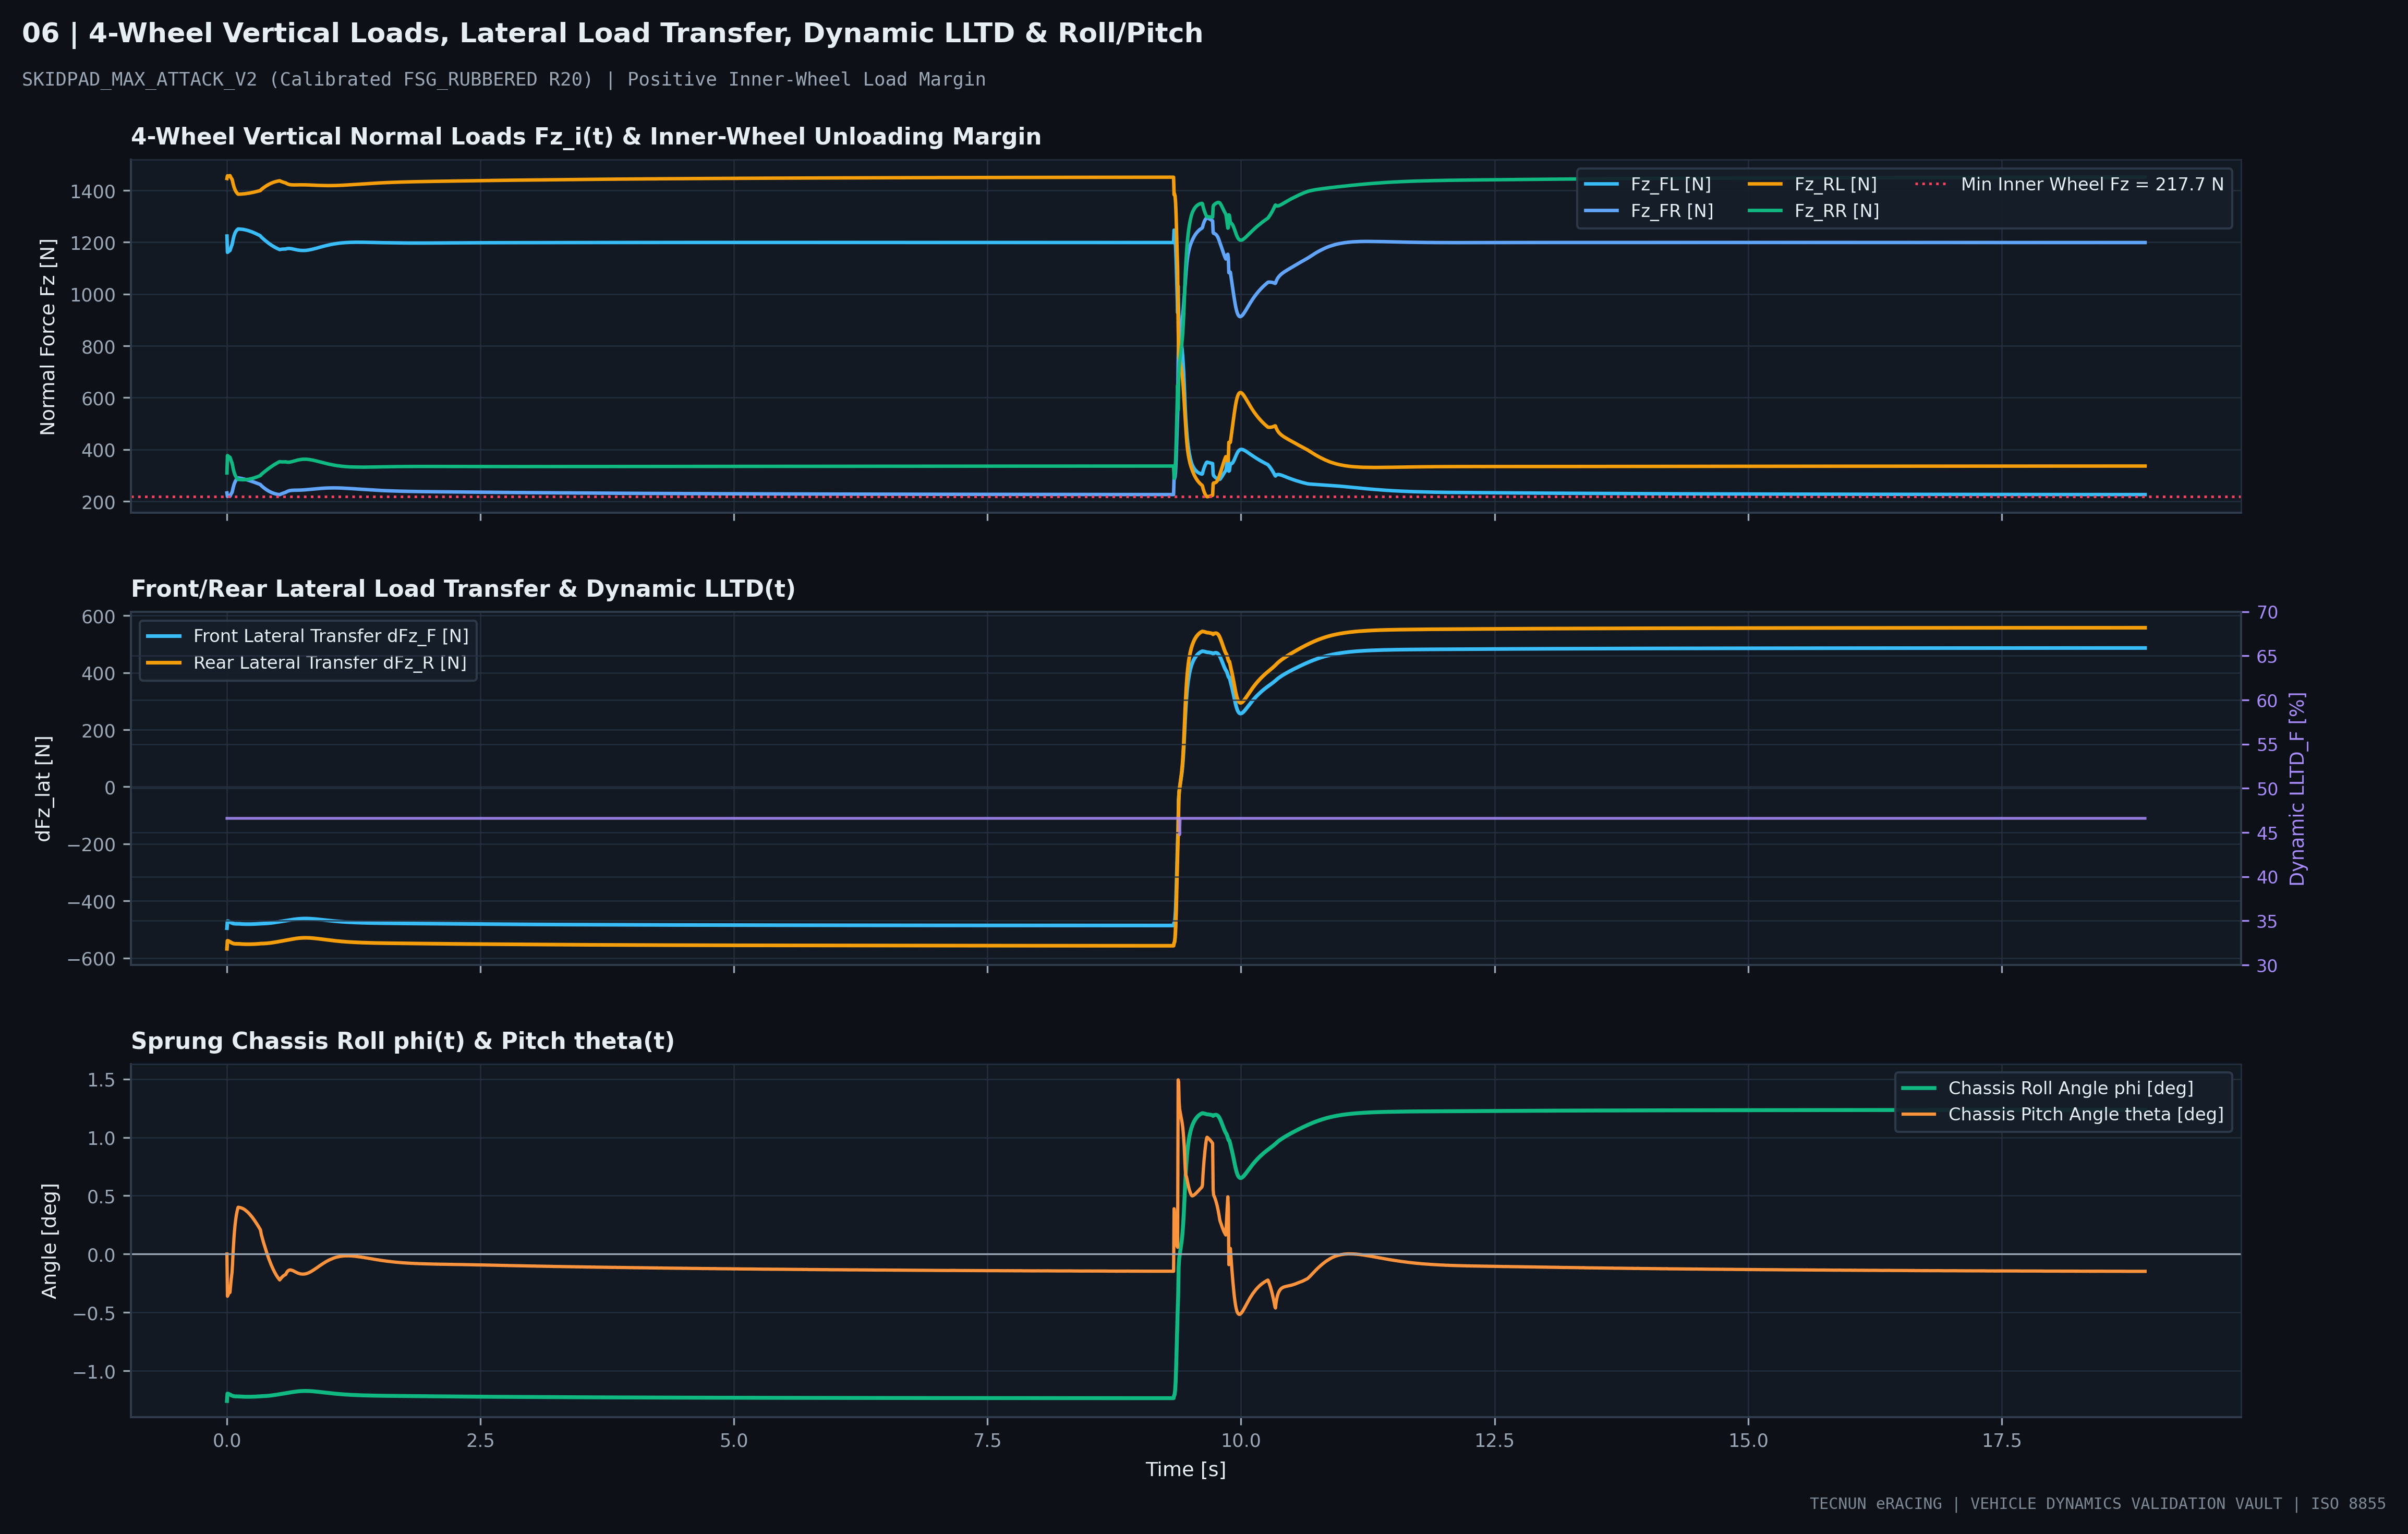 06 | 4-Wheel Vertical Loads, Lateral Load Transfer, Dynamic LLTD & Roll/Pitch
SKIDPAD_MAX_ATTACK_V2 (Calibrated FSG_RUBBERED R20) | Positive Inner-Wheel Load Margin
4-Wheel Vertical Normal Loads Fz_i(t) & Inner-Wheel Unloading Margin
Normal Force Fz [N]
1400
1200
1000
800
600
400
200
Fz_FL [N]
Fz_FR [N]
Fz_RL [N]
Fz_RR [N]
Min Inner Wheel Fz = 217.7 N
Front/Rear Lateral Load Transfer & Dynamic LLTD(t)
dFz_lat [N]
600
400
200
0
−200
−400
−600
Front Lateral Transfer dFz_F [N]
Rear Lateral Transfer dFz_R [N]
70
65
60
55
50
45
40
35
30
Dynamic LLTD_F [%]
Sprung Chassis Roll phi(t) & Pitch theta(t)
Angle [deg]
1.5
1.0
0.5
0.0
−0.5
−1.0
Chassis Roll Angle phi [deg]
Chassis Pitch Angle theta [deg]
0.0
2.5
5.0
7.5
10.0
12.5
15.0
17.5
Time [s]
TECNUN eRACING | VEHICLE DYNAMICS VALIDATION VAULT | ISO 8855